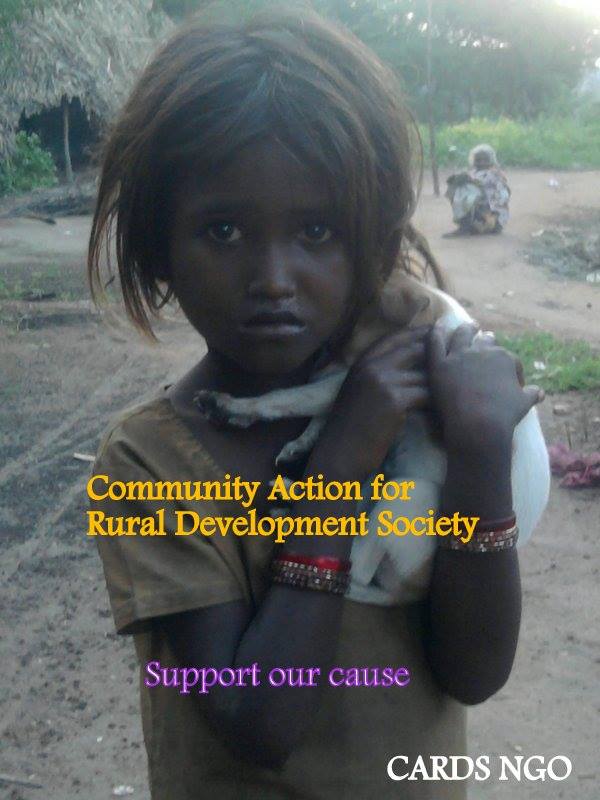 Community Action for
Rural Development Society
Support our cause
CARDS NGO